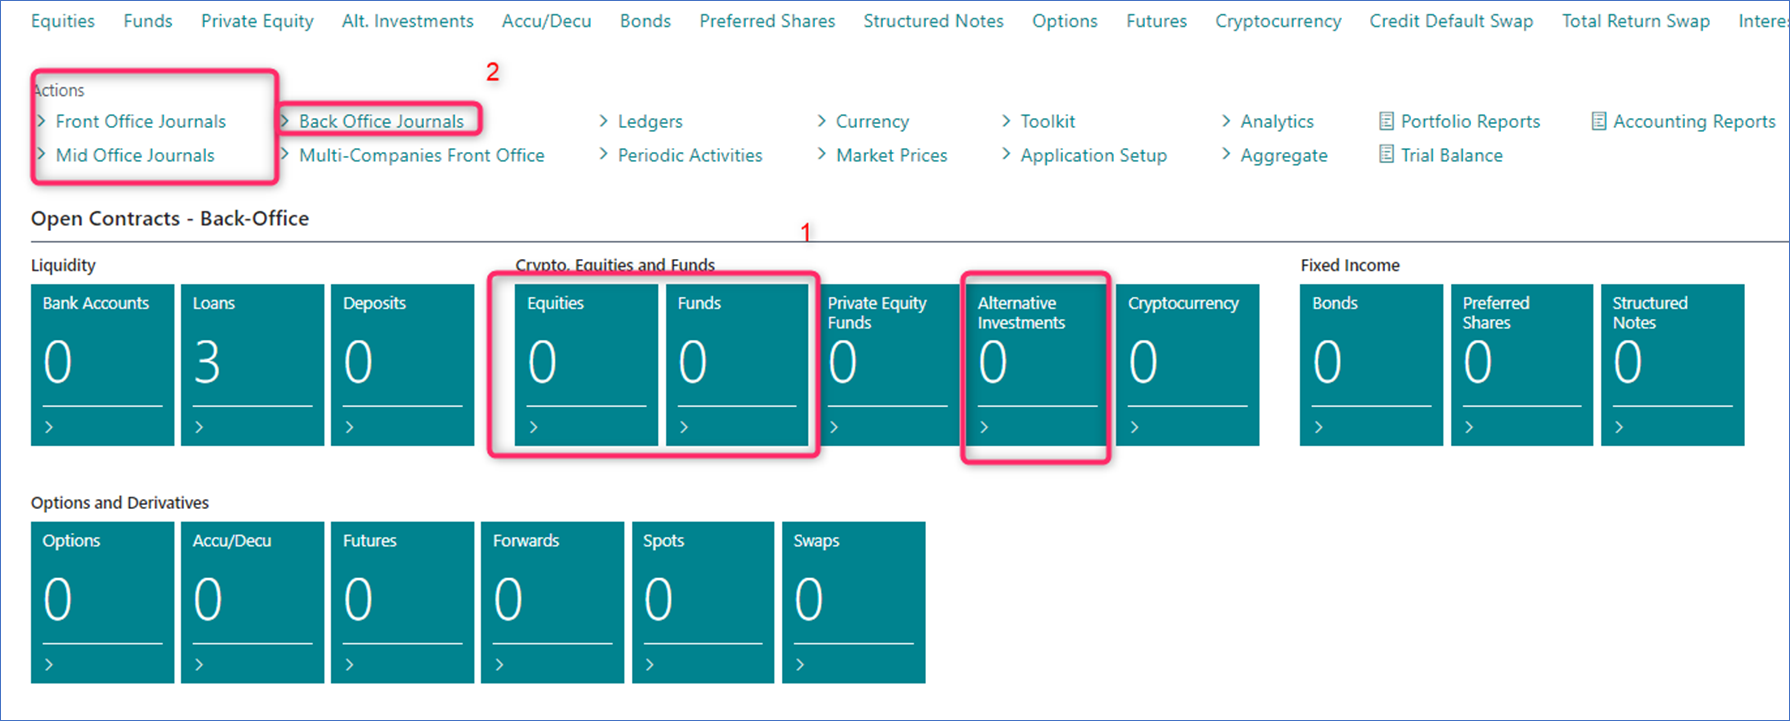 Equities Funds Private Equity Alt. Investments Accu/Decu Bonds Preferred Shares Structured Notes Options Futures Cryptocurrency Credit Default Swap Total Return Swap Intere
2
Actions
Front Office Journals Back Office Journals Ledgers Currency Toolkit Analytics Portfolio Reports Accounting Reports
Mid Office Journals Multi-Companies Front Office Periodic Activities Market Prices Application Setup Aggregate Trial Balance
Open Contracts - Back-Office
1
Liquidity Crypto, Equities and Funds Fixed Income
Bank Accounts Loans Deposits Equities Funds Private Equity Funds Alternative Investments Cryptocurrency Bonds Preferred Shares Structured Notes
0 3 0 0 0 0 0 0 0 0 0
Options and Derivatives
Options Accu/Decu Futures Forwards Spots Swaps
0 0 0 0 0 0